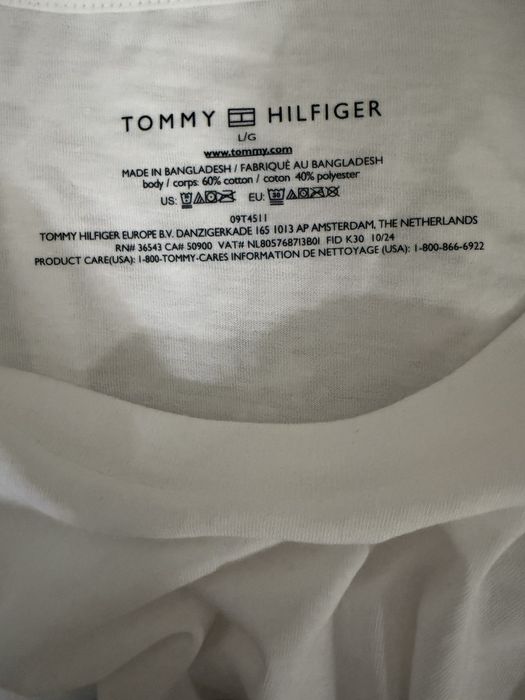 TOMMY HILFIGER
L/G
www.tommy.com
MADE IN BANGLADESH / FABRIQUÉ AU BANGLADESH
body / corps: 60% cotton / coton 40% polyester
US: EU: 30
09T4511
TOMMY HILFIGER EUROPE B.V. DANZIGERKADE 165 1013 AP AMSTERDAM, THE NETHERLANDS
RN# 36543 CA# 50900 VAT# NL805768713B01 FID K30 10/24
PRODUCT CARE(USA): 1-800-TOMMY-CARES INFORMATION DE NETTOYAGE (USA): 1-800-866-6922